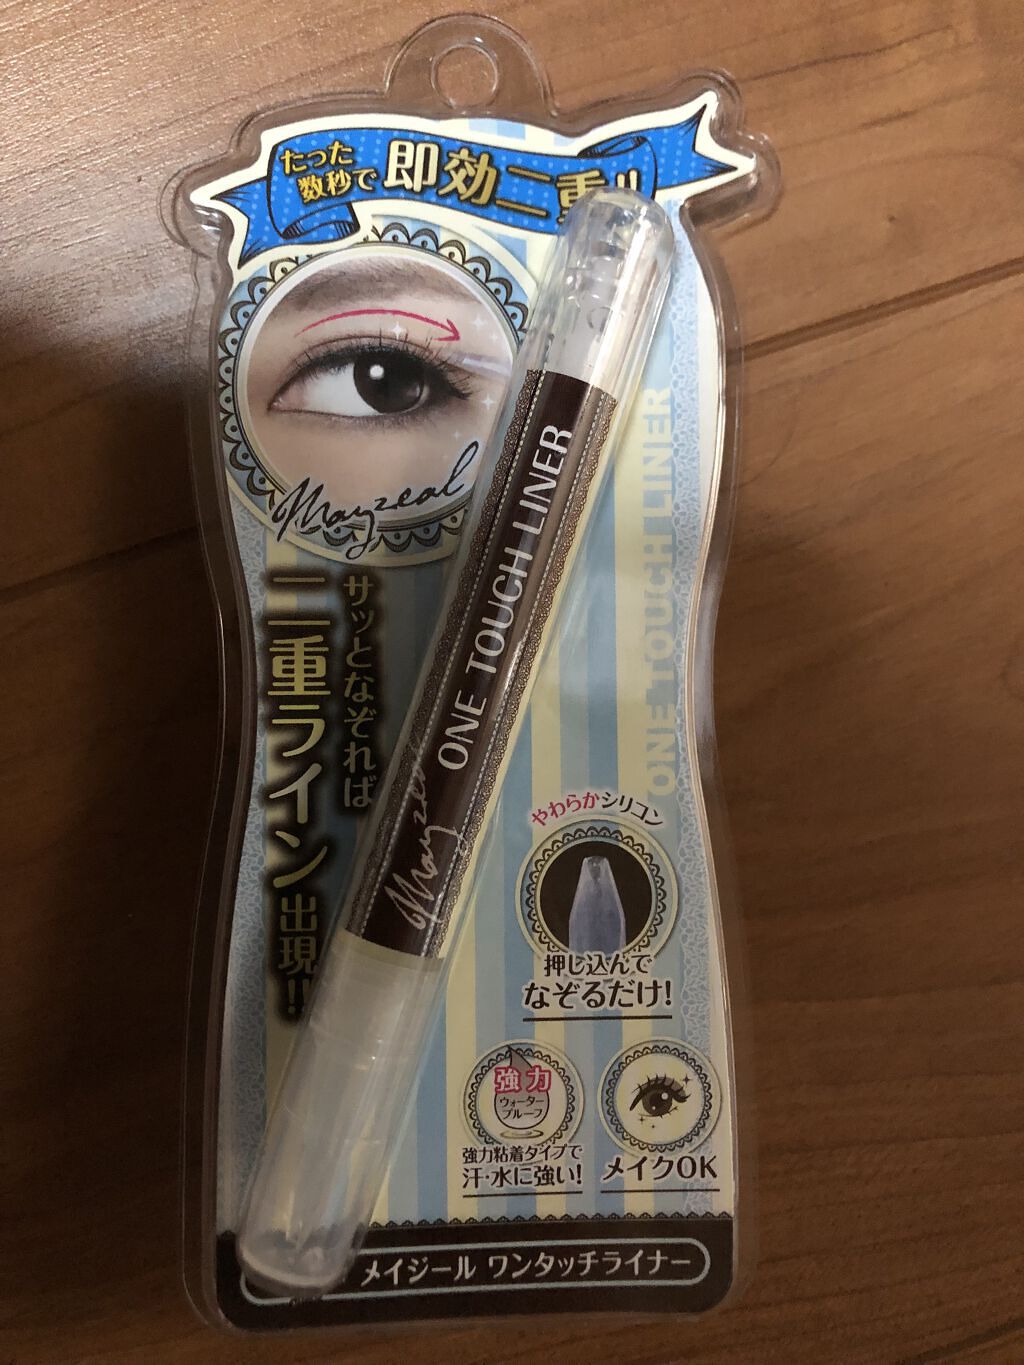 たった
数秒で
即効二重!!
Mayzeal
サッとなぞれば
二重ライン出現!!
ONE TOUCH LINER
Mayzeal
ONE TOUCH LINER
やわらかシリコン
押し込んで
なぞるだけ!
強力
ウォーター
プルーフ
強力粘着タイプで
汗・水に強い!
メイクOK
メイジール ワンタッチライナー